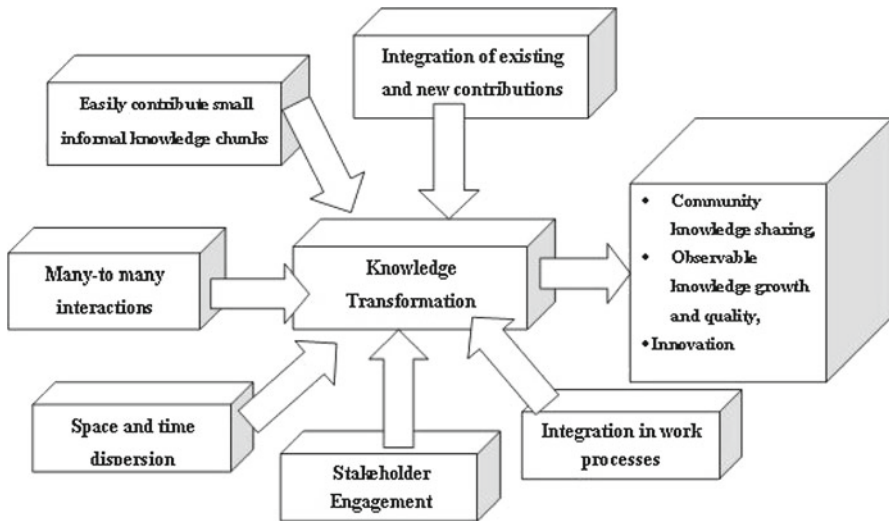 Integration of existing
and new contributions
Easily contribute small
informal knowledge chunks
Many-to many
interactions
Knowledge
Transformation
• Community
knowledge sharing,
• Observable
knowledge growth
and quality,
• Innovation
Space and time
dispersion
Stakeholder
Engagement
Integration in work
processes